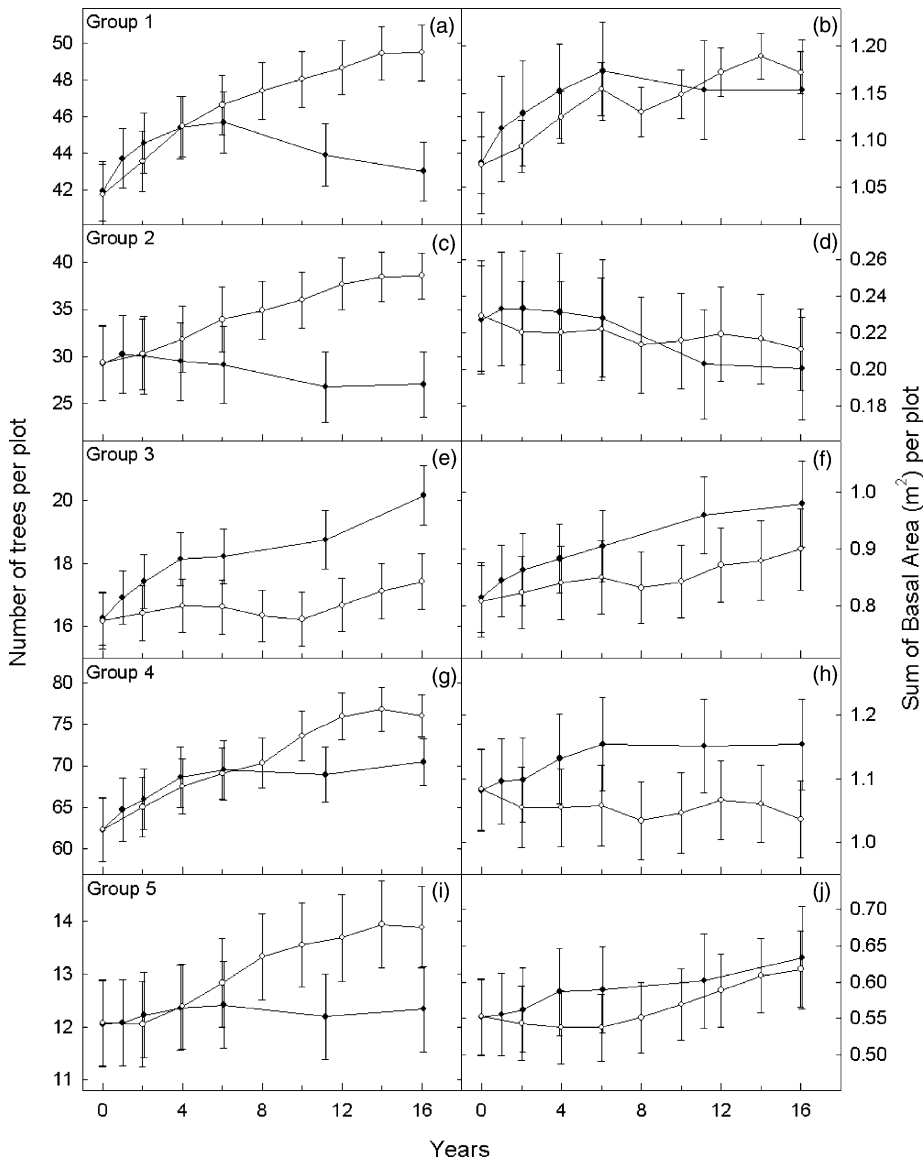 Group 1
(a)
(b)
50
48
46
44
42
1.20
1.15
1.10
1.05
Group 2
(c)
(d)
40
35
30
25
0.26
0.24
0.22
0.20
0.18
Group 3
(e)
(f)
20
18
16
1.0
0.9
0.8
Group 4
(g)
(h)
80
75
70
65
60
1.2
1.1
1.0
Group 5
(i)
(j)
14
13
12
11
0.70
0.65
0.60
0.55
0.50
0 4 8 12 16
0 4 8 12 16
Years
Number of trees per plot
Sum of Basal Area (m²) per plot